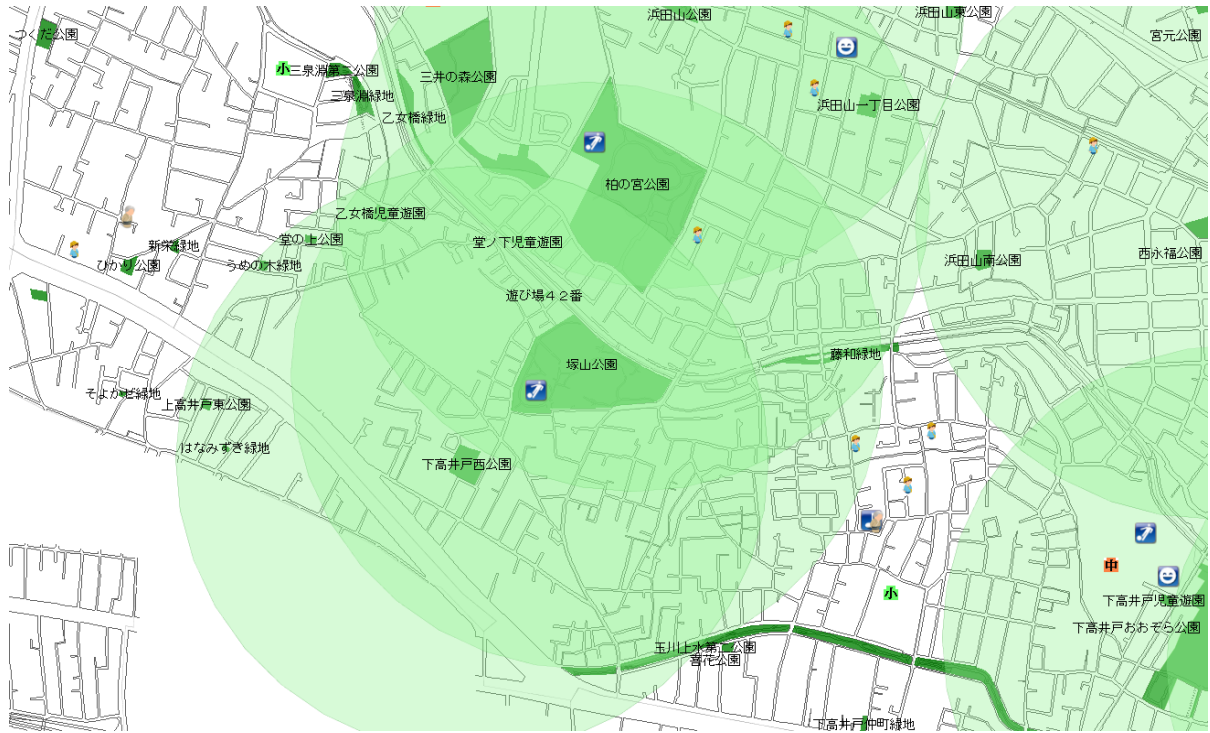 浜田山公園
浜田山東公園
つくだ公園
宮元公園
小
三泉淵第二公園
三井の森公園
三泉淵緑地
浜田山一丁目公園
乙女橋緑地
柏の宮公園
乙女橋児童遊園
堂の上公園
堂ノ下児童遊園
新栄緑地
ひかり公園
うめの木緑地
浜田山南公園
西永福公園
遊び場42番
藤和緑地
塚山公園
そよかぜ緑地
上高井戸東公園
はなみずき緑地
下高井戸西公園
中
小
下高井戸児童遊園
下高井戸おおぞら公園
玉川上水第二公園
喜花公園
下高井戸仲町緑地